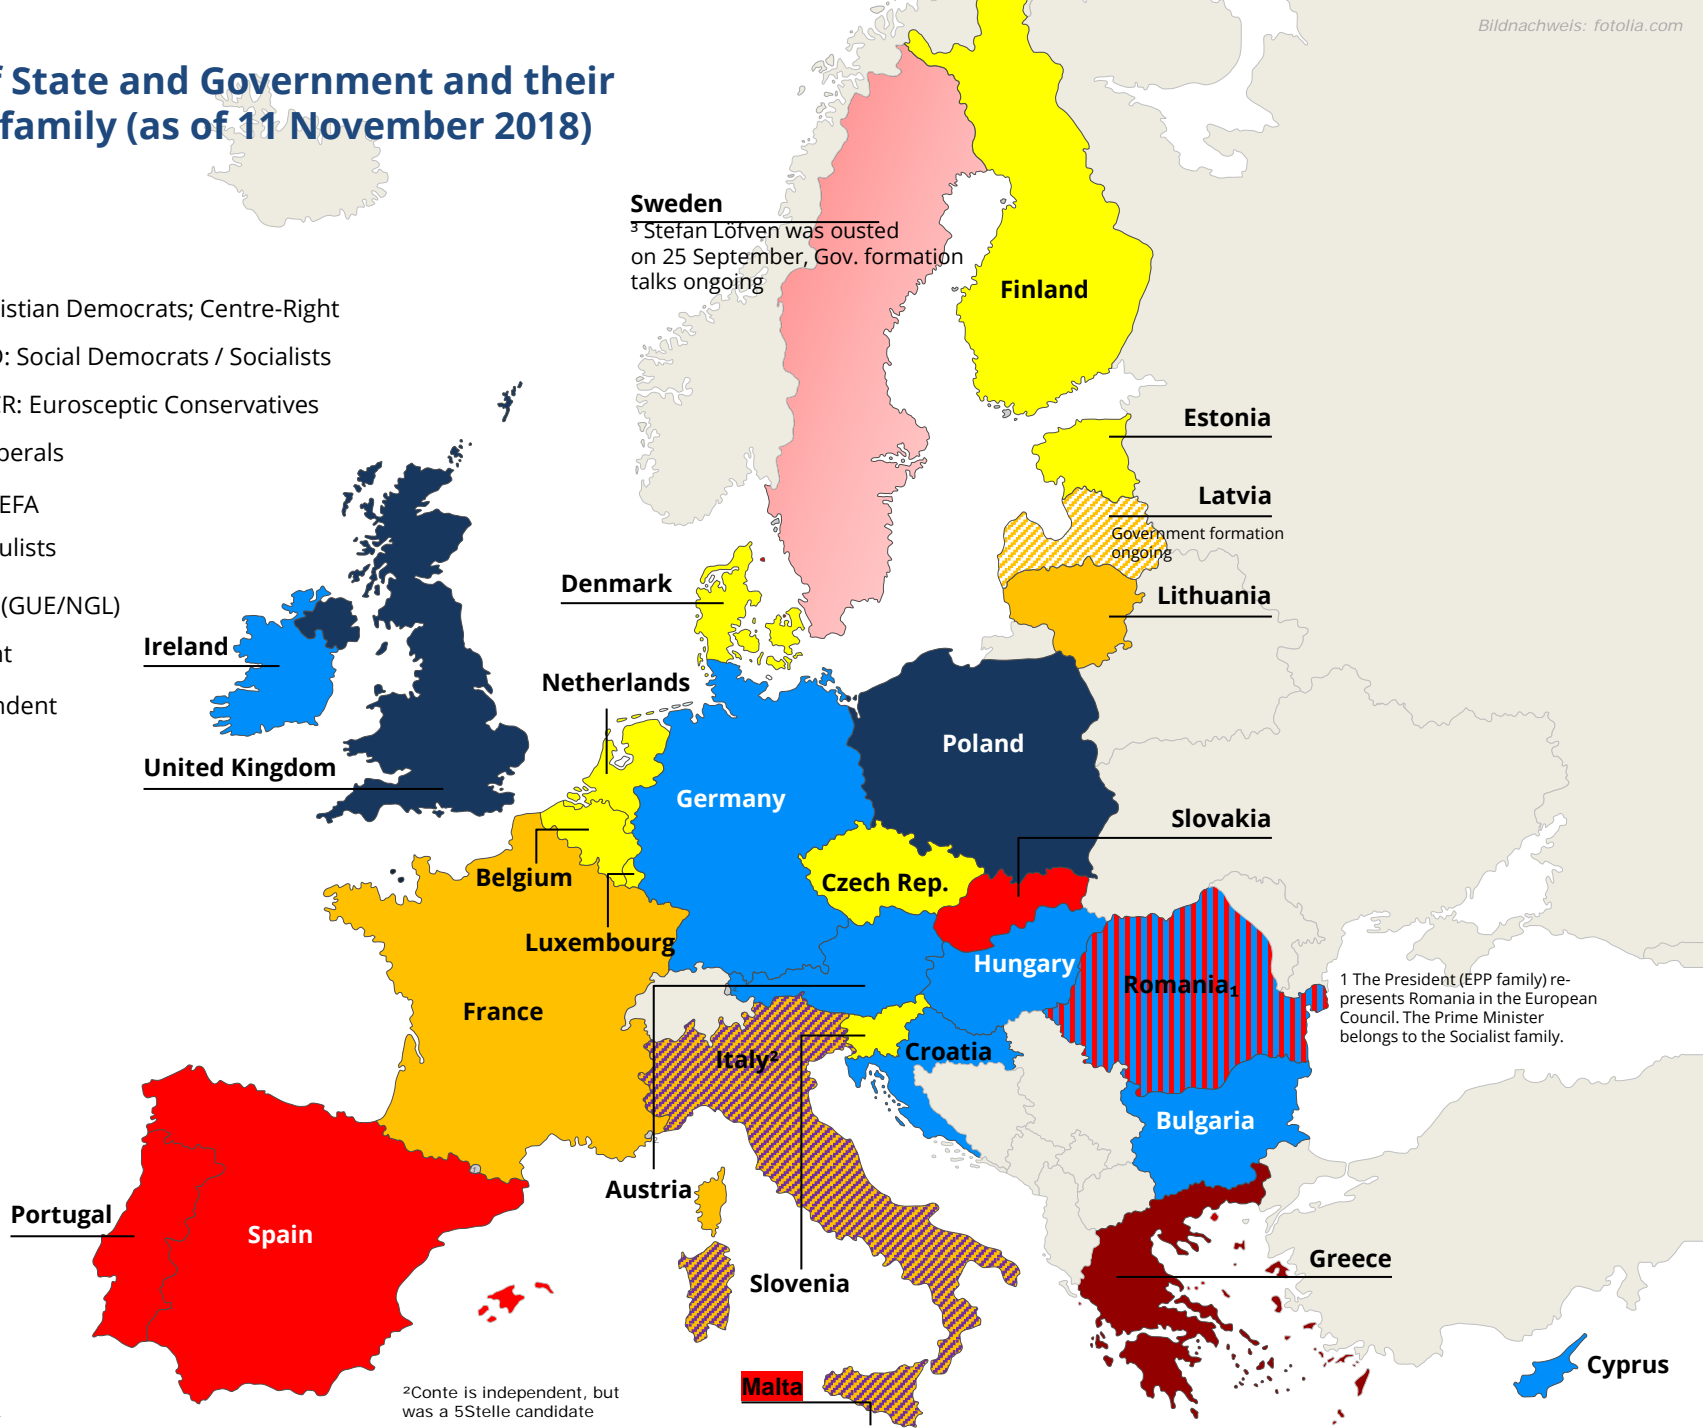 Bildnachweis: fotolia.com
f State and Government and their
family (as of 11 November 2018)
Sweden
³ Stefan Löfven was ousted
on 25 September, Gov. formation
talks ongoing
Finland
istian Democrats; Centre-Right
D: Social Democrats / Socialists
CR: Eurosceptic Conservatives
berals
EFA
ulists
(GUE/NGL)
nt
ndent
Estonia
Latvia
Government formation
ongoing
Lithuania
Denmark
Ireland
Netherlands
United Kingdom
Poland
Germany
Slovakia
Belgium
Czech Rep.
Luxembourg
Hungary
France
Romania₁
1 The President (EPP family) re-
presents Romania in the European
Council. The Prime Minister
belongs to the Socialist family.
Italy²
Croatia
Bulgaria
Austria
Portugal
Spain
Slovenia
Greece
Cyprus
Malta
²Conte is independent, but
was a 5Stelle candidate